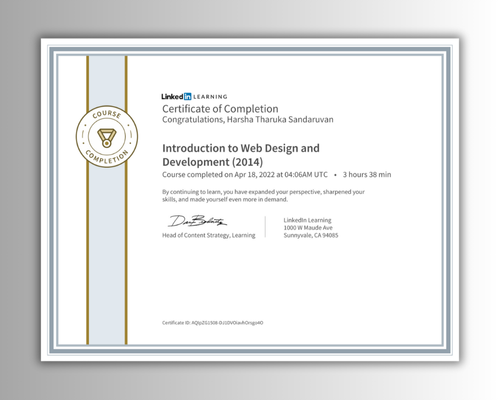 Linked in LEARNING
Certificate of Completion
Congratulations, Harsha Tharuka Sandaruvan
COURSE
COMPLETION
Introduction to Web Design and
Development (2014)
Course completed on Apr 18, 2022 at 04:06AM UTC • 3 hours 38 min
By continuing to learn, you have expanded your perspective, sharpened your
skills, and made yourself even more in demand.
Head of Content Strategy, Learning
LinkedIn Learning
1000 W Maude Ave
Sunnyvale, CA 94085
Certificate ID: